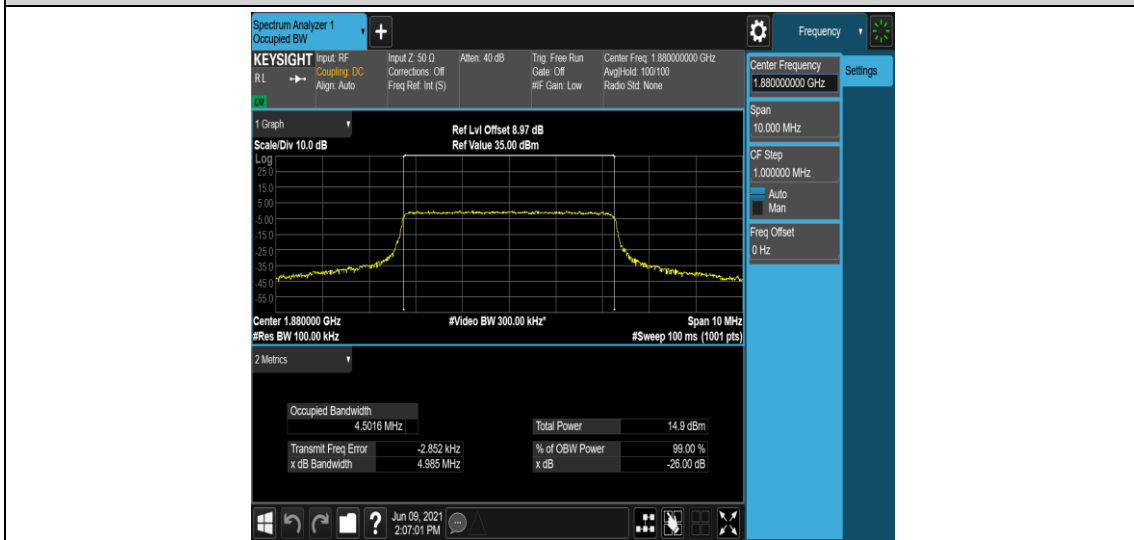 Spectrum Analyzer 1
Occupied BW
+
Frequency
KEYSIGHT
RL
LXI
Input: RF
Coupling: DC
Align: Auto
Input Z: 50 Ω
Corrections: Off
Freq Ref: Int (S)
Atten: 40 dB
Trig: Free Run
Gate: Off
#IF Gain: Low
Center Freq: 1.880000000 GHz
Avg|Hold: 100/100
Radio Std: None
Center Frequency
1.880000000 GHz
Settings
Span
10.000 MHz
CF Step
1.000000 MHz
Auto
Man
Freq Offset
0 Hz
1 Graph
Scale/Div 10.0 dB
Ref Lvl Offset 8.97 dB
Ref Value 35.00 dBm
Log
25.0
15.0
5.00
-5.00
-15.0
-25.0
-35.0
-45.0
-55.0
Center 1.880000 GHz
#Res BW 100.00 kHz
#Video BW 300.00 kHz*
Span 10 MHz
#Sweep 100 ms (1001 pts)
2 Metrics
Occupied Bandwidth
4.5016 MHz
Transmit Freq Error -2.852 kHz
x dB Bandwidth 4.985 MHz
Total Power 14.9 dBm
% of OBW Power 99.00 %
x dB -26.00 dB
?
Jun 09, 2021
2:07:01 PM